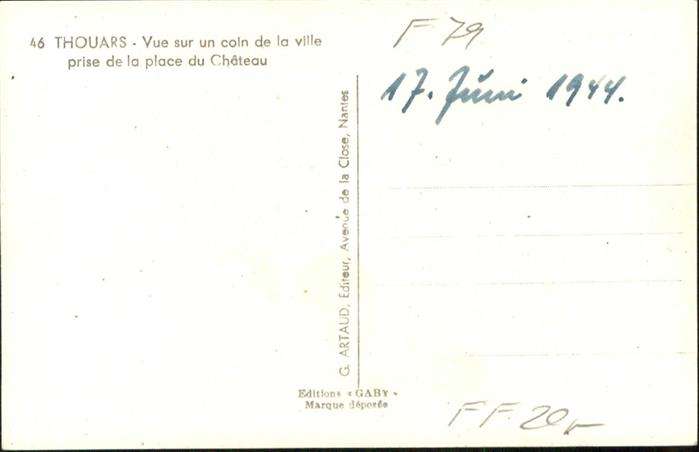 46 THOUARS - Vue sur un coin de la ville
prise de la place du Château
F 79
17. Juni 1944.
G. ARTAUD, Editeur, Avenue de la Close, Nantes
Editions "GABY"
Marque déposée
FF 20,-